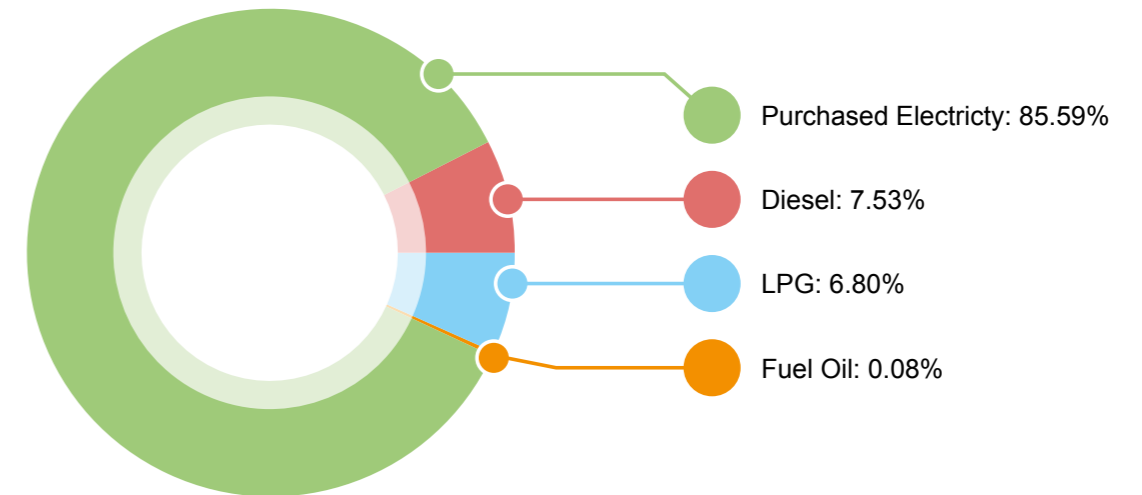 Purchased Electricty: 85.59%
Diesel: 7.53%
LPG: 6.80%
Fuel Oil: 0.08%